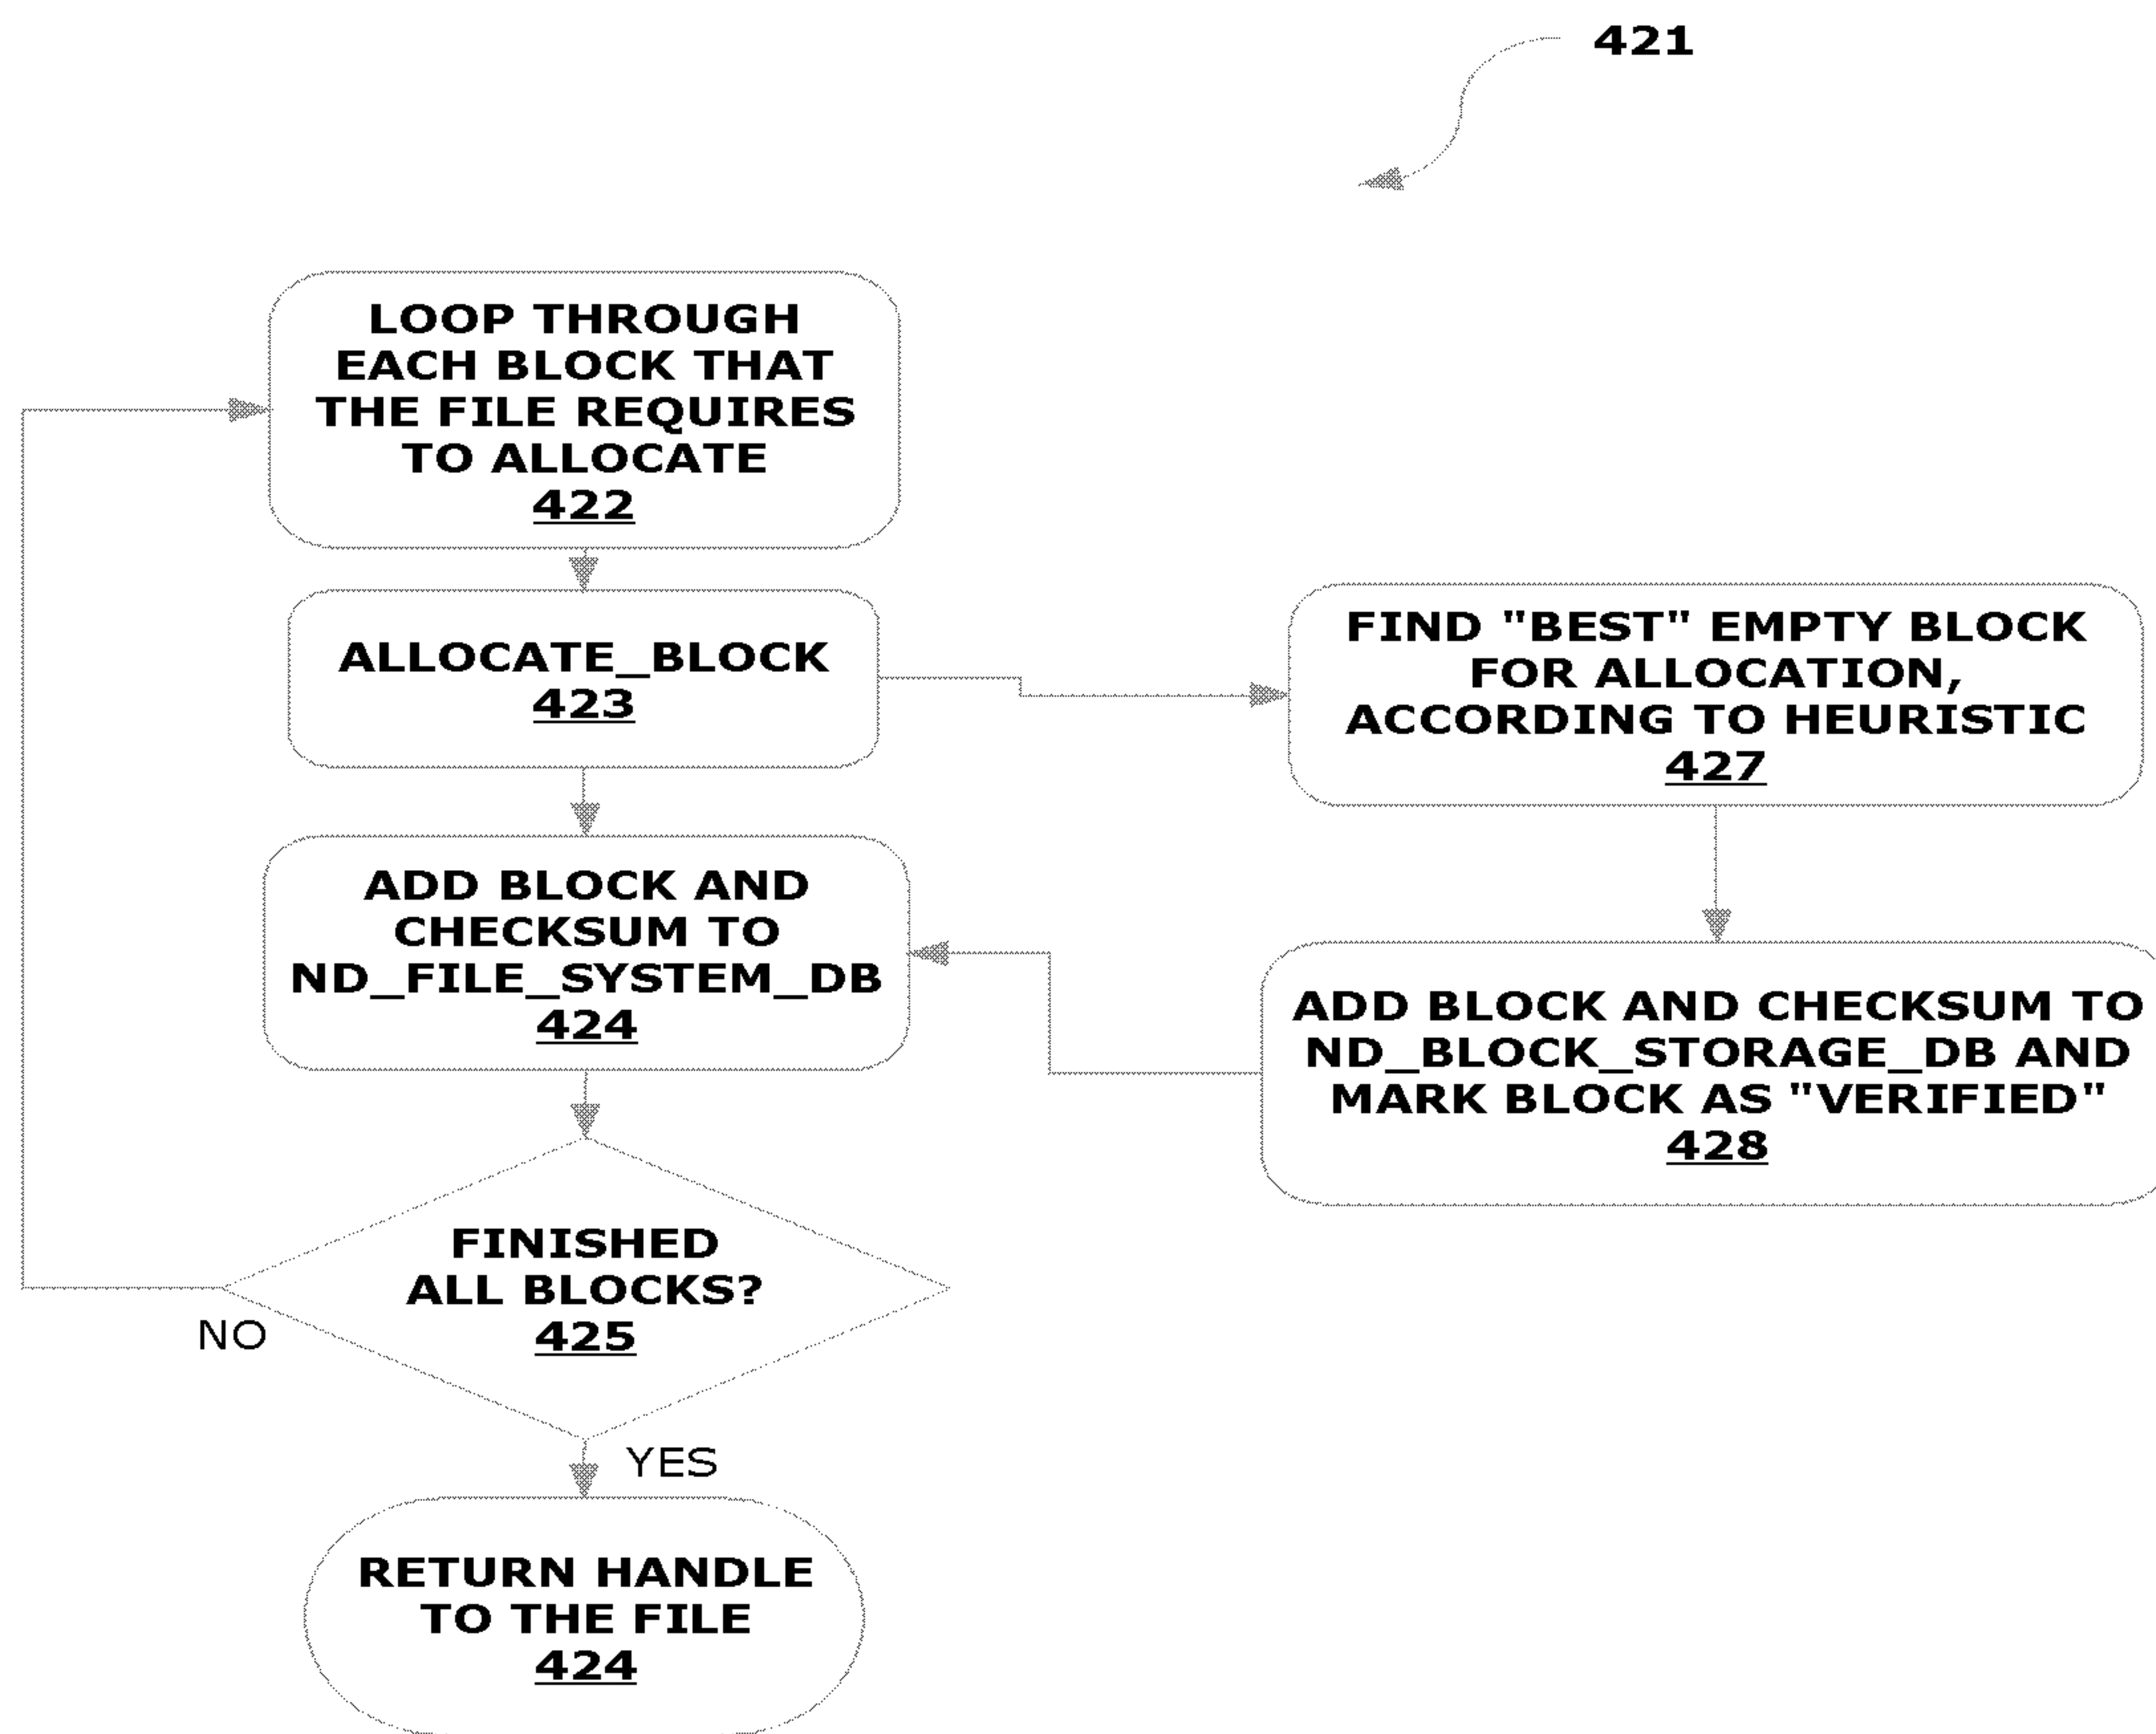 421
LOOP THROUGH
EACH BLOCK THAT
THE FILE REQUIRES
TO ALLOCATE
422
ALLOCATE_BLOCK
423
FIND "BEST" EMPTY BLOCK
FOR ALLOCATION,
ACCORDING TO HEURISTIC
427
ADD BLOCK AND
CHECKSUM TO
ND_FILE_SYSTEM_DB
424
ADD BLOCK AND CHECKSUM TO
ND_BLOCK_STORAGE_DB AND
MARK BLOCK AS "VERIFIED"
428
FINISHED
ALL BLOCKS?
425
NO
YES
RETURN HANDLE
TO THE FILE
424